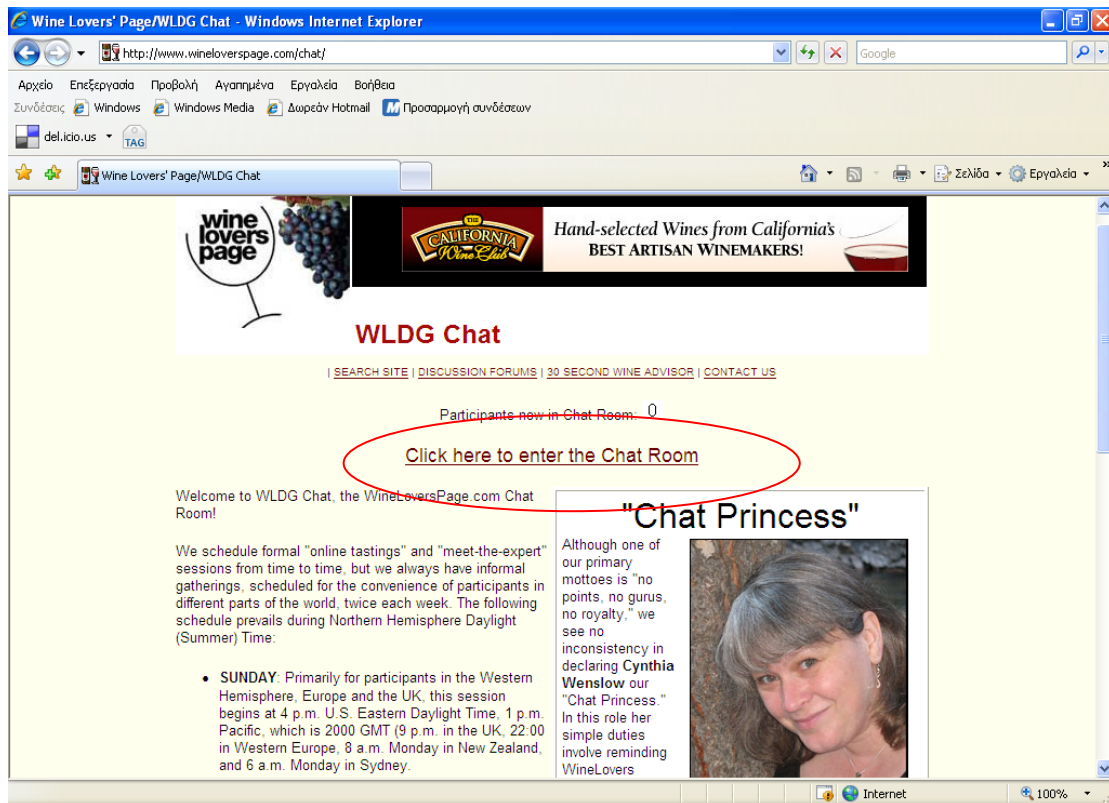 Wine Lovers' Page/WLDG Chat - Windows Internet Explorer
http://www.wineloverspage.com/chat/
Google
Αρχείο Επεξεργασία Προβολή Αγαπημένα Εργαλεία Βοήθεια
Συνδέσεις Windows Windows Media Δωρεάν Hotmail Προσαρμογή συνδέσεων
del.icio.us TAG
Wine Lovers' Page/WLDG Chat
Σελίδα Εργαλεία »
wine
lovers
page
THE
CALIFORNIA
Wine Club
Hand-selected Wines from California's
BEST ARTISAN WINEMAKERS!
WLDG Chat
| SEARCH SITE | DISCUSSION FORUMS | 30 SECOND WINE ADVISOR | CONTACT US
Participants now in Chat Room: 0
Click here to enter the Chat Room
Welcome to WLDG Chat, the WineLoversPage.com Chat
Room!
We schedule formal "online tastings" and "meet-the-expert"
sessions from time to time, but we always have informal
gatherings, scheduled for the convenience of participants in
different parts of the world, twice each week. The following
schedule prevails during Northern Hemisphere Daylight
(Summer) Time:
• SUNDAY: Primarily for participants in the Western
Hemisphere, Europe and the UK, this session
begins at 4 p.m. U.S. Eastern Daylight Time, 1 p.m.
Pacific, which is 2000 GMT (9 p.m. in the UK, 22:00
in Western Europe, 8 a.m. Monday in New Zealand,
and 6 a.m. Monday in Sydney.
"Chat Princess"
Although one of
our primary
mottoes is "no
points, no gurus,
no royalty," we
see no
inconsistency in
declaring Cynthia
Wenslow our
"Chat Princess."
In this role her
simple duties
involve reminding
WineLovers
Internet
100%